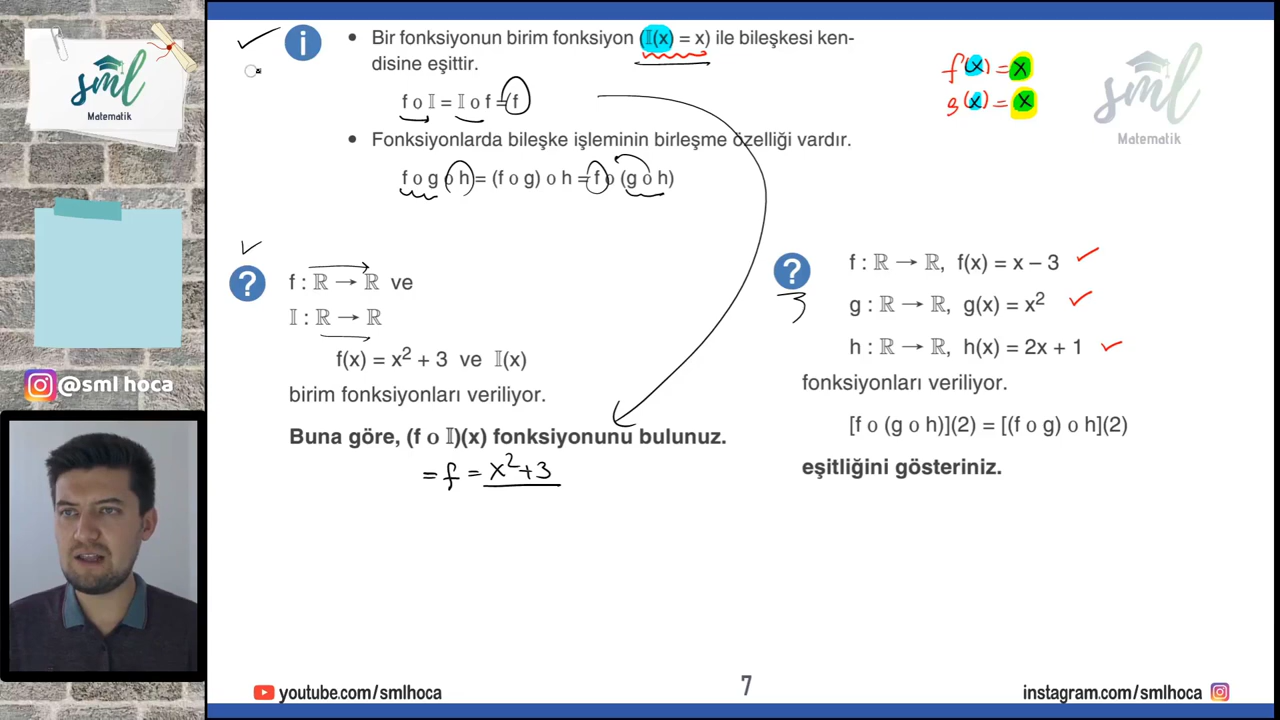 sml
Matematik
@sml hoca
i
• Bir fonksiyonun birim fonksiyon (𝕀(x) = x) ile bileşkesi ken-
disine eşittir.
f o 𝕀 = 𝕀 o f = f
• Fonksiyonlarda bileşke işleminin birleşme özelliği vardır.
f o g o h = (f o g) o h = f o (g o h)
f(x) = x
g(x) = x
sml
Matematik
?
f : ℝ → ℝ ve
𝕀 : ℝ → ℝ
f(x) = x² + 3 ve 𝕀(x)
birim fonksiyonları veriliyor.
Buna göre, (f o 𝕀)(x) fonksiyonunu bulunuz.
= f = x²+3
?
3
f : ℝ → ℝ, f(x) = x – 3
g : ℝ → ℝ, g(x) = x²
h : ℝ → ℝ, h(x) = 2x + 1
fonksiyonları veriliyor.
[f o (g o h)](2) = [(f o g) o h](2)
eşitliğini gösteriniz.
youtube.com/smlhoca
7
instagram.com/smlhoca